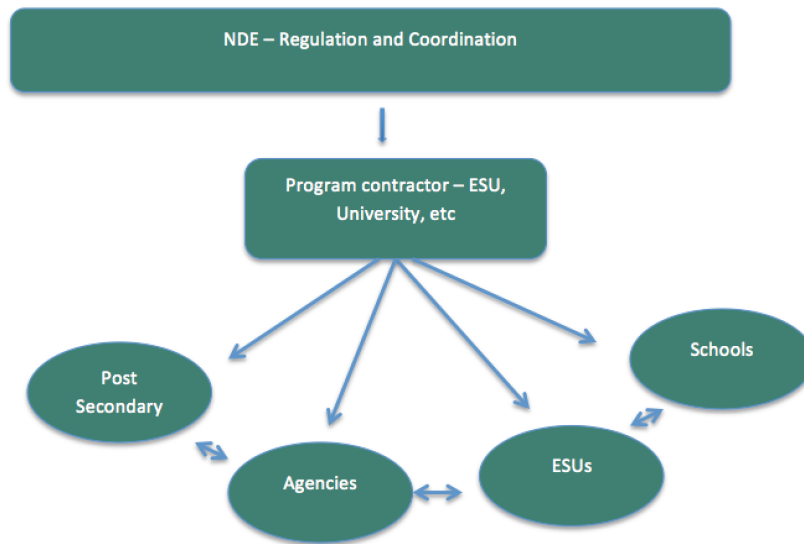 NDE – Regulation and Coordination
Program contractor – ESU,
University, etc
Schools
Post
Secondary
ESUs
Agencies